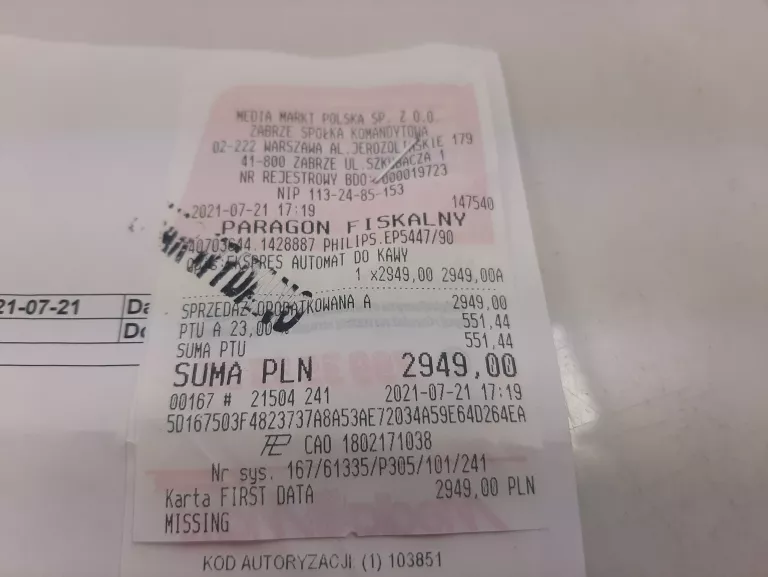 MEDIA MARKT POLSKA SP. Z O.O.
ZABRZE SPÓŁKA KOMANDYTOWA
02-222 WARSZAWA AL. JEROZOLIMSKIE 179
41-800 ZABRZE UL. SZKUBACZA 1
NR REJESTROWY BDO: 000019723
NIP 113-24-85-153
2021-07-21 17:19 147540
PARAGON FISKALNY
1428887 PHILIPS.EP5447/90
EKSPRES AUTOMAT DO KAWY
1 x2949,00 2949,00A
SPRZEDAŻ OPODATKOWANA A 2949,00
PTU A 23,00 % 551,44
SUMA PTU 551,44
SUMA PLN 2949,00
00167 # 21504 241 2021-07-21 17:19
5D167503F4823737A8A53AE72034A59E64D264EA
CAO 1802171038
Nr sys. 167/61335/P305/101/241
Karta FIRST DATA 2949,00 PLN
MISSING
KOD AUTORYZACJI (1) 103851
21-07-21
Da
Do